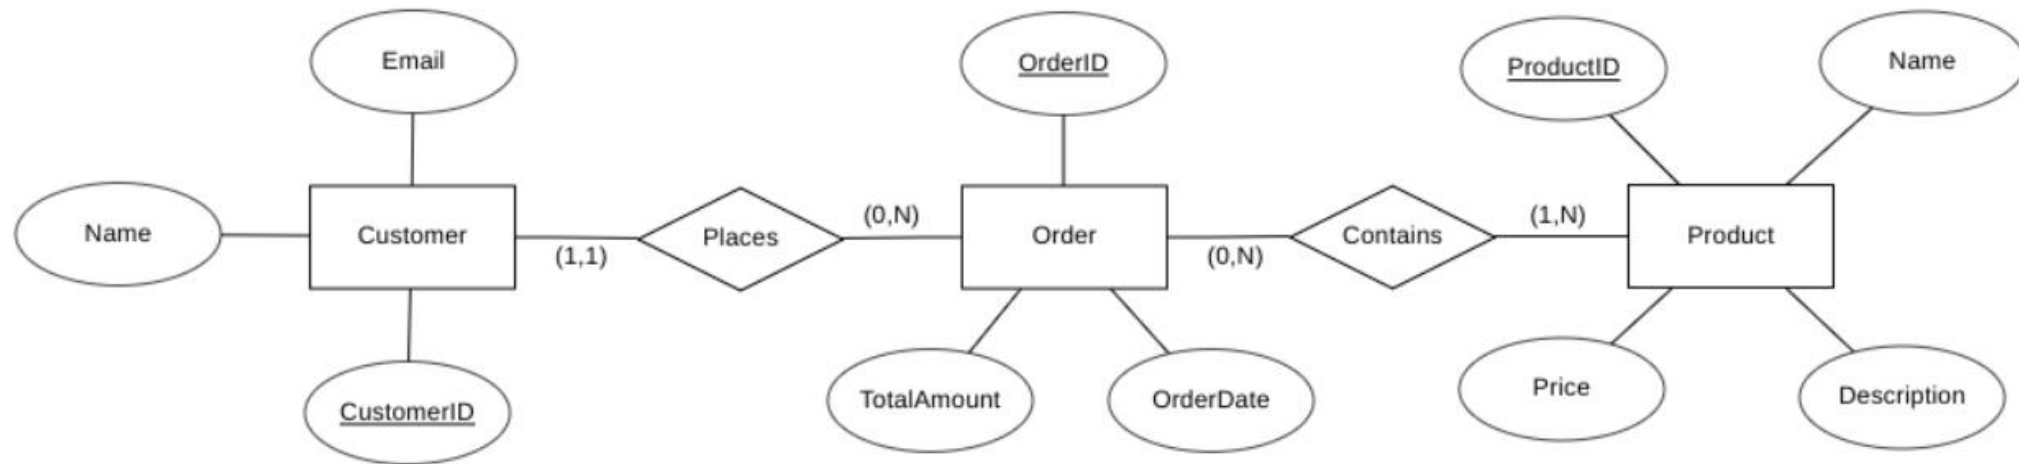 Email
OrderID
ProductID
Name
Name
Customer
(1,1)
Places
(0,N)
Order
(0,N)
Contains
(1,N)
Product
CustomerID
TotalAmount
OrderDate
Price
Description